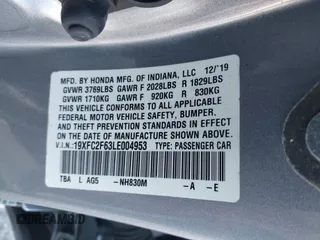 MFD. BY HONDA MFG. OF INDIANA, LLC 12/'19
GVWR 3769LBS GAWR F 2028LBS R 1829LBS
GVWR 1710KG GAWR F 920KG R 830KG
THIS VEHICLE CONFORMS TO ALL APPLICABLE
FEDERAL MOTOR VEHICLE SAFETY, BUMPER,
AND THEFT PREVENTION STANDARDS IN EFFECT
ON THE DATE OF MANUFACTURE SHOWN ABOVE.
V.I.N.: 19XFC2F63LE004953 TYPE: PASSENGER CAR
TBA L AG5 -NH830M -A -E
IDREAMED